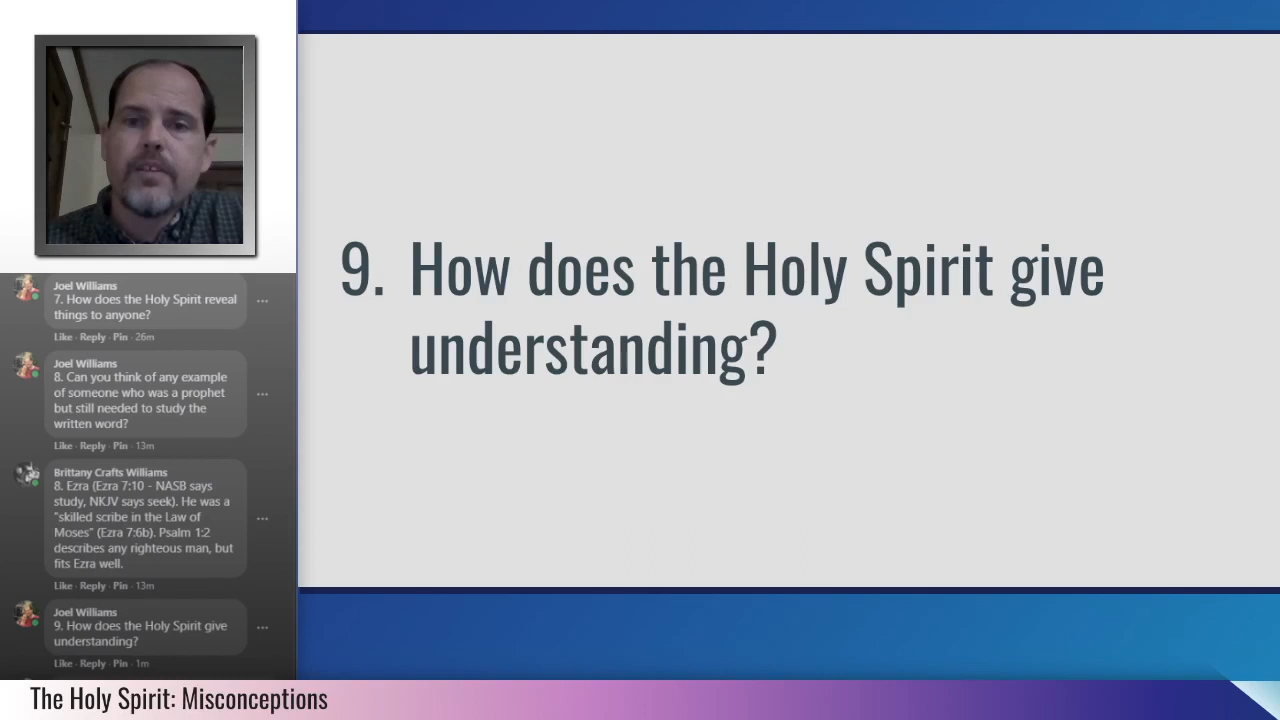 9. How does the Holy Spirit give
understanding?
Joel Williams
7. How does the Holy Spirit reveal
things to anyone?
Like · Reply · Pin · 26m
Joel Williams
8. Can you think of any example
of someone who was a prophet
but still needed to study the
written word?
Like · Reply · Pin · 13m
Brittany Crafts Williams
8. Ezra (Ezra 7:10 - NASB says
study, NKJV says seek). He was a
"skilled scribe in the Law of
Moses" (Ezra 7:6b). Psalm 1:2
describes any righteous man, but
fits Ezra well.
Like · Reply · Pin · 13m
Joel Williams
9. How does the Holy Spirit give
understanding?
Like · Reply · Pin · 1m
The Holy Spirit: Misconceptions